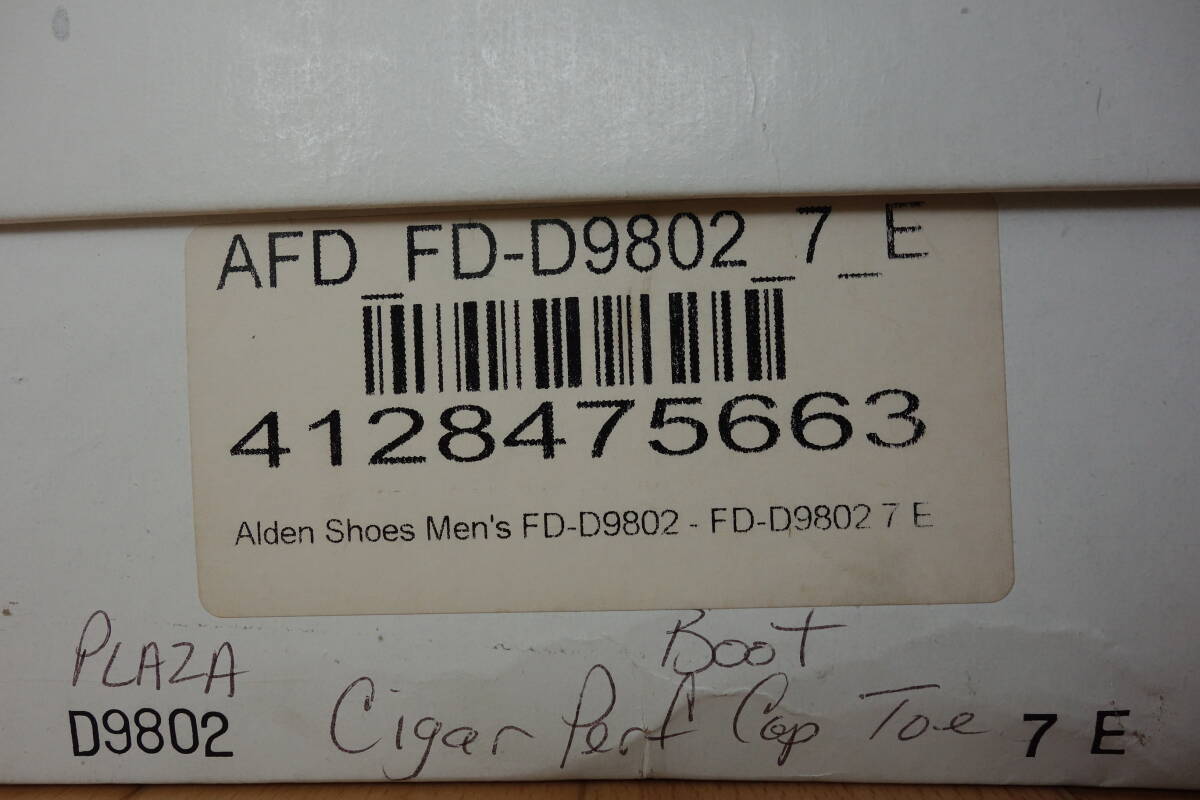 AFD_FD-D9802_7_E
4128475663
Alden Shoes Men's FD-D9802 - FD-D9802 7 E
PLAZA Boot
D9802 Cigar Perf Cap Toe 7 E